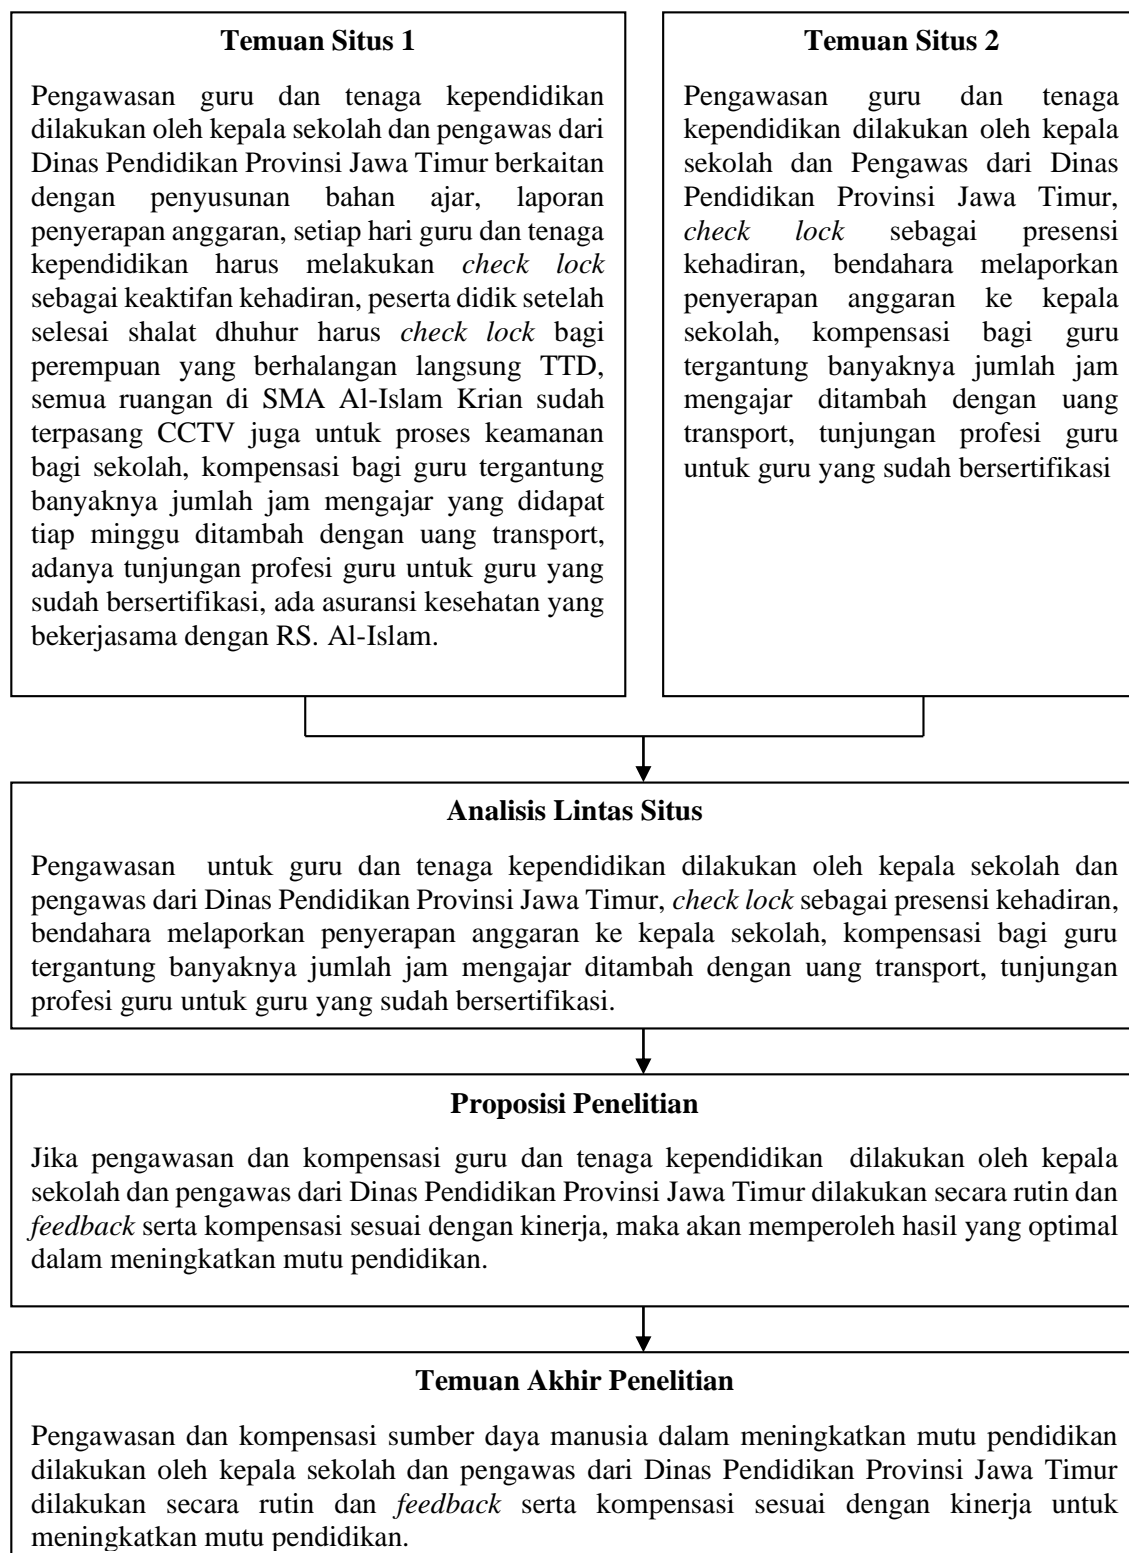 Temuan Situs 1
Pengawasan guru dan tenaga kependidikan
dilakukan oleh kepala sekolah dan pengawas dari
Dinas Pendidikan Provinsi Jawa Timur berkaitan
dengan penyusunan bahan ajar, laporan
penyerapan anggaran, setiap hari guru dan tenaga
kependidikan harus melakukan check lock
sebagai keaktifan kehadiran, peserta didik setelah
selesai shalat dhuhur harus check lock bagi
perempuan yang berhalangan langsung TTD,
semua ruangan di SMA Al-Islam Krian sudah
terpasang CCTV juga untuk proses keamanan
bagi sekolah, kompensasi bagi guru tergantung
banyaknya jumlah jam mengajar yang didapat
tiap minggu ditambah dengan uang transport,
adanya tunjungan profesi guru untuk guru yang
sudah bersertifikasi, ada asuransi kesehatan yang
bekerjasama dengan RS. Al-Islam.
Temuan Situs 2
Pengawasan guru dan tenaga
kependidikan dilakukan oleh kepala
sekolah dan Pengawas dari Dinas
Pendidikan Provinsi Jawa Timur,
check lock sebagai presensi
kehadiran, bendahara melaporkan
penyerapan anggaran ke kepala
sekolah, kompensasi bagi guru
tergantung banyaknya jumlah jam
mengajar ditambah dengan uang
transport, tunjungan profesi guru
untuk guru yang sudah bersertifikasi
Analisis Lintas Situs
Pengawasan untuk guru dan tenaga kependidikan dilakukan oleh kepala sekolah dan
pengawas dari Dinas Pendidikan Provinsi Jawa Timur, check lock sebagai presensi kehadiran,
bendahara melaporkan penyerapan anggaran ke kepala sekolah, kompensasi bagi guru
tergantung banyaknya jumlah jam mengajar ditambah dengan uang transport, tunjungan
profesi guru untuk guru yang sudah bersertifikasi.
Proposisi Penelitian
Jika pengawasan dan kompensasi guru dan tenaga kependidikan dilakukan oleh kepala
sekolah dan pengawas dari Dinas Pendidikan Provinsi Jawa Timur dilakukan secara rutin dan
feedback serta kompensasi sesuai dengan kinerja, maka akan memperoleh hasil yang optimal
dalam meningkatkan mutu pendidikan.
Temuan Akhir Penelitian
Pengawasan dan kompensasi sumber daya manusia dalam meningkatkan mutu pendidikan
dilakukan oleh kepala sekolah dan pengawas dari Dinas Pendidikan Provinsi Jawa Timur
dilakukan secara rutin dan feedback serta kompensasi sesuai dengan kinerja untuk
meningkatkan mutu pendidikan.